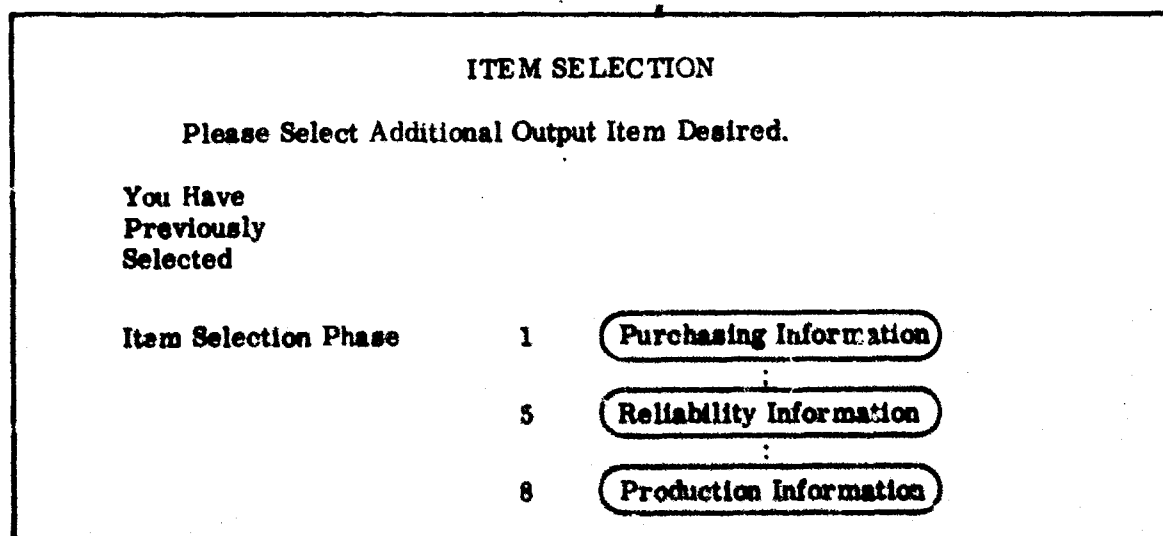 ITEM SELECTION
Please Select Additional Output Item Desired.
You Have
Previously
Selected
Item Selection Phase 1 Purchasing Information
5 Reliability Information
8 Production Information